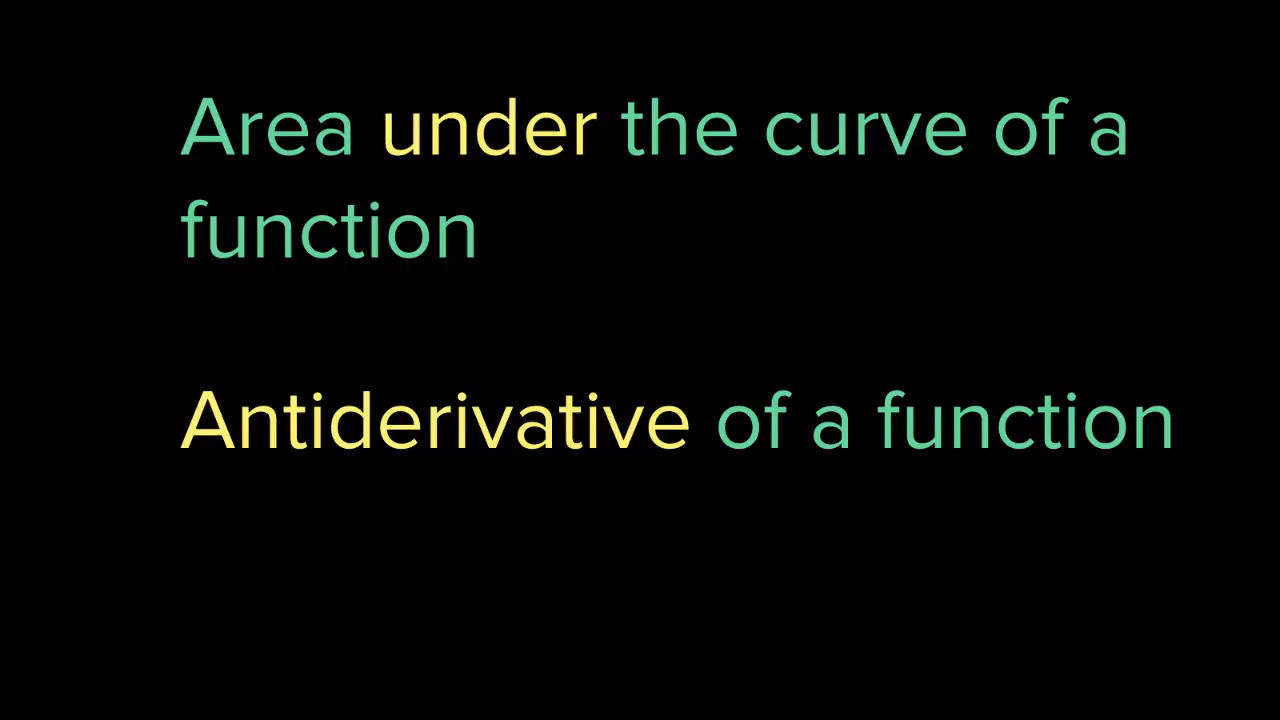 Area under the curve of a
function
Antiderivative of a function